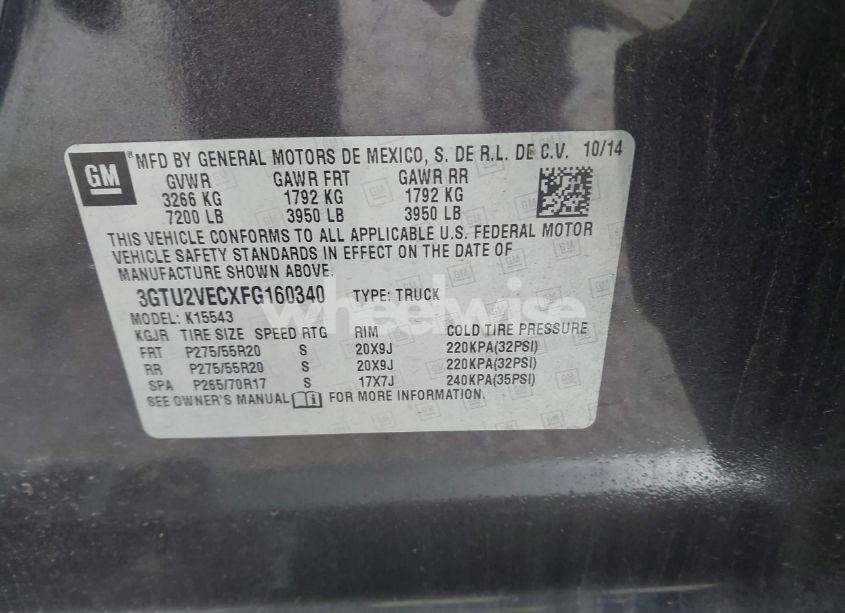 GM
® MFD BY GENERAL MOTORS DE MEXICO, S. DE R.L. DE C.V. 10/14
GVWR GAWR FRT GAWR RR
3266 KG 1792 KG 1792 KG
7200 LB 3950 LB 3950 LB
THIS VEHICLE CONFORMS TO ALL APPLICABLE U.S. FEDERAL MOTOR
VEHICLE SAFETY STANDARDS IN EFFECT ON THE DATE OF
MANUFACTURE SHOWN ABOVE.
3GTU2VECXFG160340 TYPE: TRUCK
wheelwise
MODEL: K15543
KGJR TIRE SIZE SPEED RTG RIM COLD TIRE PRESSURE
FRT P275/55R20 S 20X9J 220KPA(32PSI)
RR P275/55R20 S 20X9J 220KPA(32PSI)
SPA P265/70R17 S 17X7J 240KPA(35PSI)
SEE OWNER'S MANUAL i FOR MORE INFORMATION.